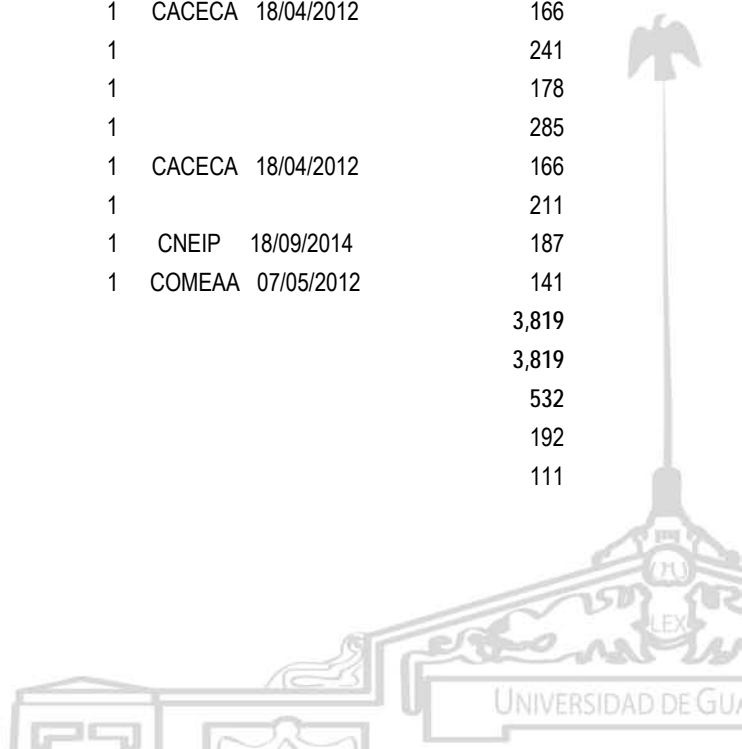 1 CACECA 18/04/2012 166
1 241
1 178
1 285
1 CACECA 18/04/2012 166
1 211
1 CNEIP 18/09/2014 187
1 COMEAA 07/05/2012 141
3,819
3,819
532
192
111
LEX
UNIVERSIDAD DE GUA